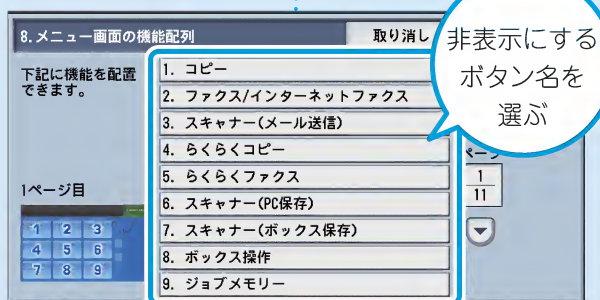 8.メニュー画面の機能配列
取り消し
非表示にする
ボタン名を
選ぶ
下記に機能を配置
できます。
1. コピー
2. ファクス/インターネットファクス
3. スキャナー(メール送信)
4. らくらくコピー
5. らくらくファクス
6. スキャナー(PC保存)
7. スキャナー(ボックス保存)
8. ボックス操作
9. ジョブメモリー
ページ
1
11
1ページ目
1 2 3
4 5 6
7 8 9